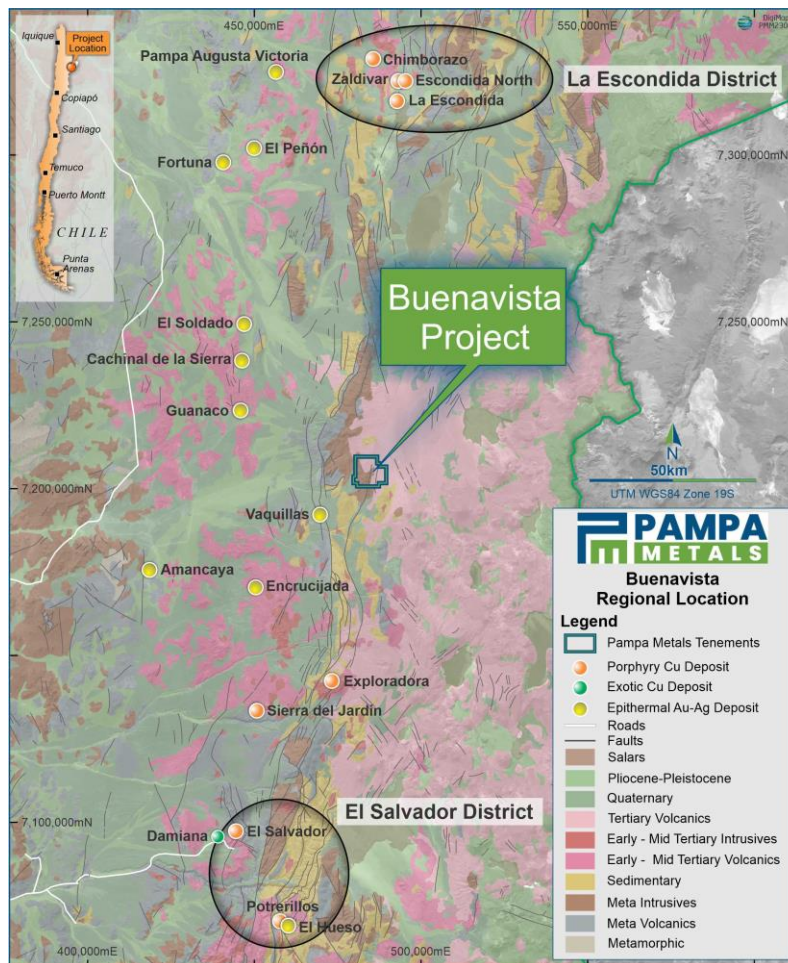 450,000mE
550,000mE
DigiMap
Iquique
Project
Location
Copiapó
Santiago
Temuco
Puerto Montt
CHILE
Punta
Arenas
Pampa Augusta Victoria
Chimborazo
Zaldivar
Escondida North
La Escondida
La Escondida District
El Peñón
Fortuna
7,300,000mN
Buenavista
Project
7,250,000mN
El Soldado
7,250,000mN
Cachinal de la Sierra
Guanaco
N
50km
UTM WGS84 Zone 19S
7,200,000mN
Vaquillas
Amancaya
Encrucijada
Exploradora
Sierra del Jardín
El Salvador District
7,100,000mN
Damiana
El Salvador
Potrerillos
El Hueso
400,000mE
500,000mE
PAMPA
METALS
Buenavista
Regional Location
Legend
Pampa Metals Tenements
Porphyry Cu Deposit
Exotic Cu Deposit
Epithermal Au-Ag Deposit
Roads
Faults
Salars
Pliocene-Pleistocene
Quaternary
Tertiary Volcanics
Early - Mid Tertiary Intrusives
Early - Mid Tertiary Volcanics
Sedimentary
Meta Intrusives
Meta Volcanics
Metamorphic